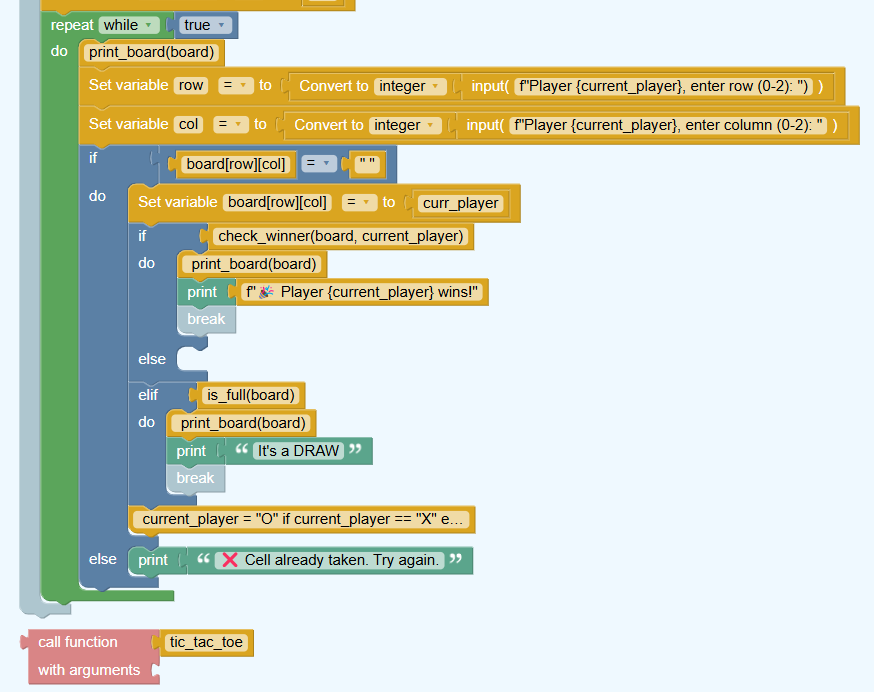 repeat while true
do print_board(board)
Set variable row = to Convert to integer input( f"Player {current_player}, enter row (0-2): ") )
Set variable col = to Convert to integer input( f"Player {current_player}, enter column (0-2): " )
if board[row][col] = " "
do Set variable board[row][col] = to curr_player
if check_winner(board, current_player)
do print_board(board)
print f"🎉 Player {current_player} wins!"
break
else
elif is_full(board)
do print_board(board)
print “ It's a DRAW ”
break
current_player = "O" if current_player == "X" e...
else print “ ❌ Cell already taken. Try again. ”
call function tic_tac_toe
with arguments